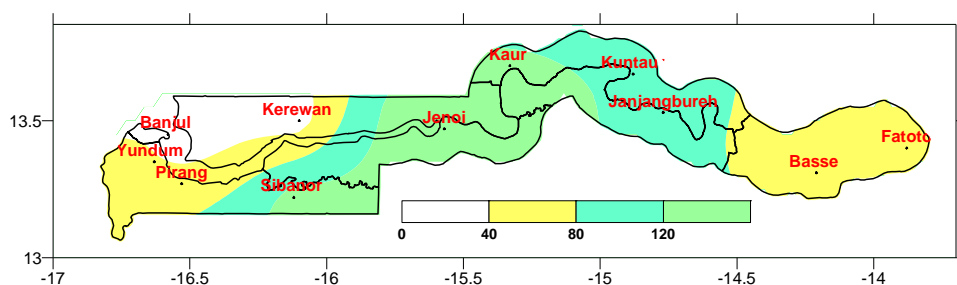 Kaur
Kuntau
Kerewan
Janjangbureh
13.5
Banjul
Jenoi
Fatoto
Yundum
Basse
Pirang
Sibanor
0 40 80 120
13
-17 -16.5 -16 -15.5 -15 -14.5 -14